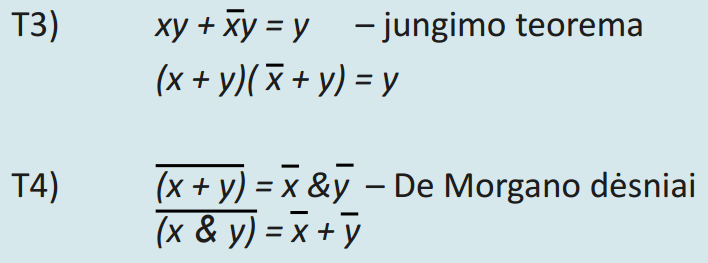 T3) xy + x̅y = y – jungimo teorema
(x + y)( x̅ + y) = y
T4) (x + y)̅ = x̅ &y̅ – De Morgano dėsniai
(x & y)̅ = x̅ + y̅